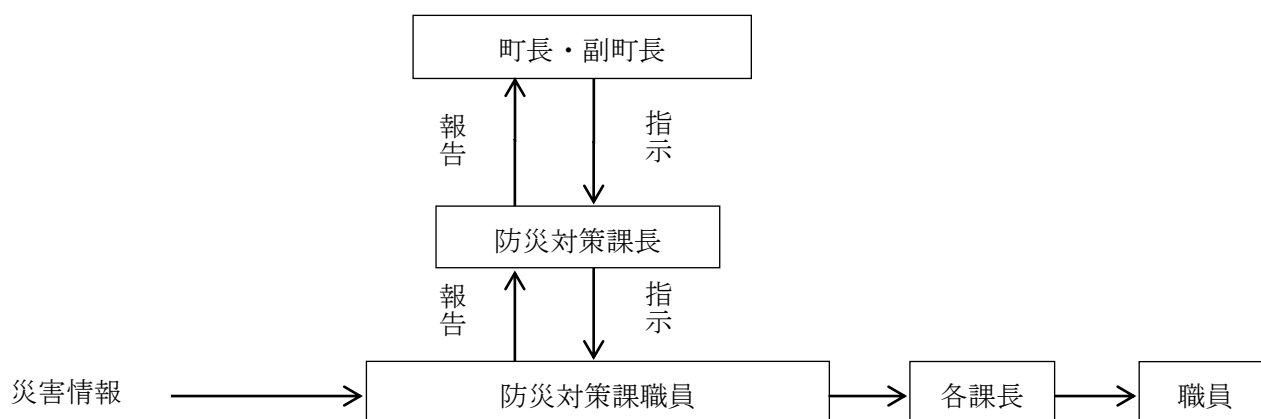 町長・副町長
報告
指示
防災対策課長
報告
指示
災害情報
防災対策課職員
各課長
職員